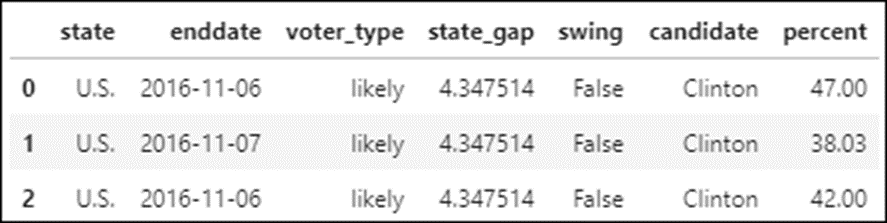 state enddate voter_type state_gap swing candidate percent
0 U.S. 2016-11-06 likely 4.347514 False Clinton 47.00
1 U.S. 2016-11-07 likely 4.347514 False Clinton 38.03
2 U.S. 2016-11-06 likely 4.347514 False Clinton 42.00